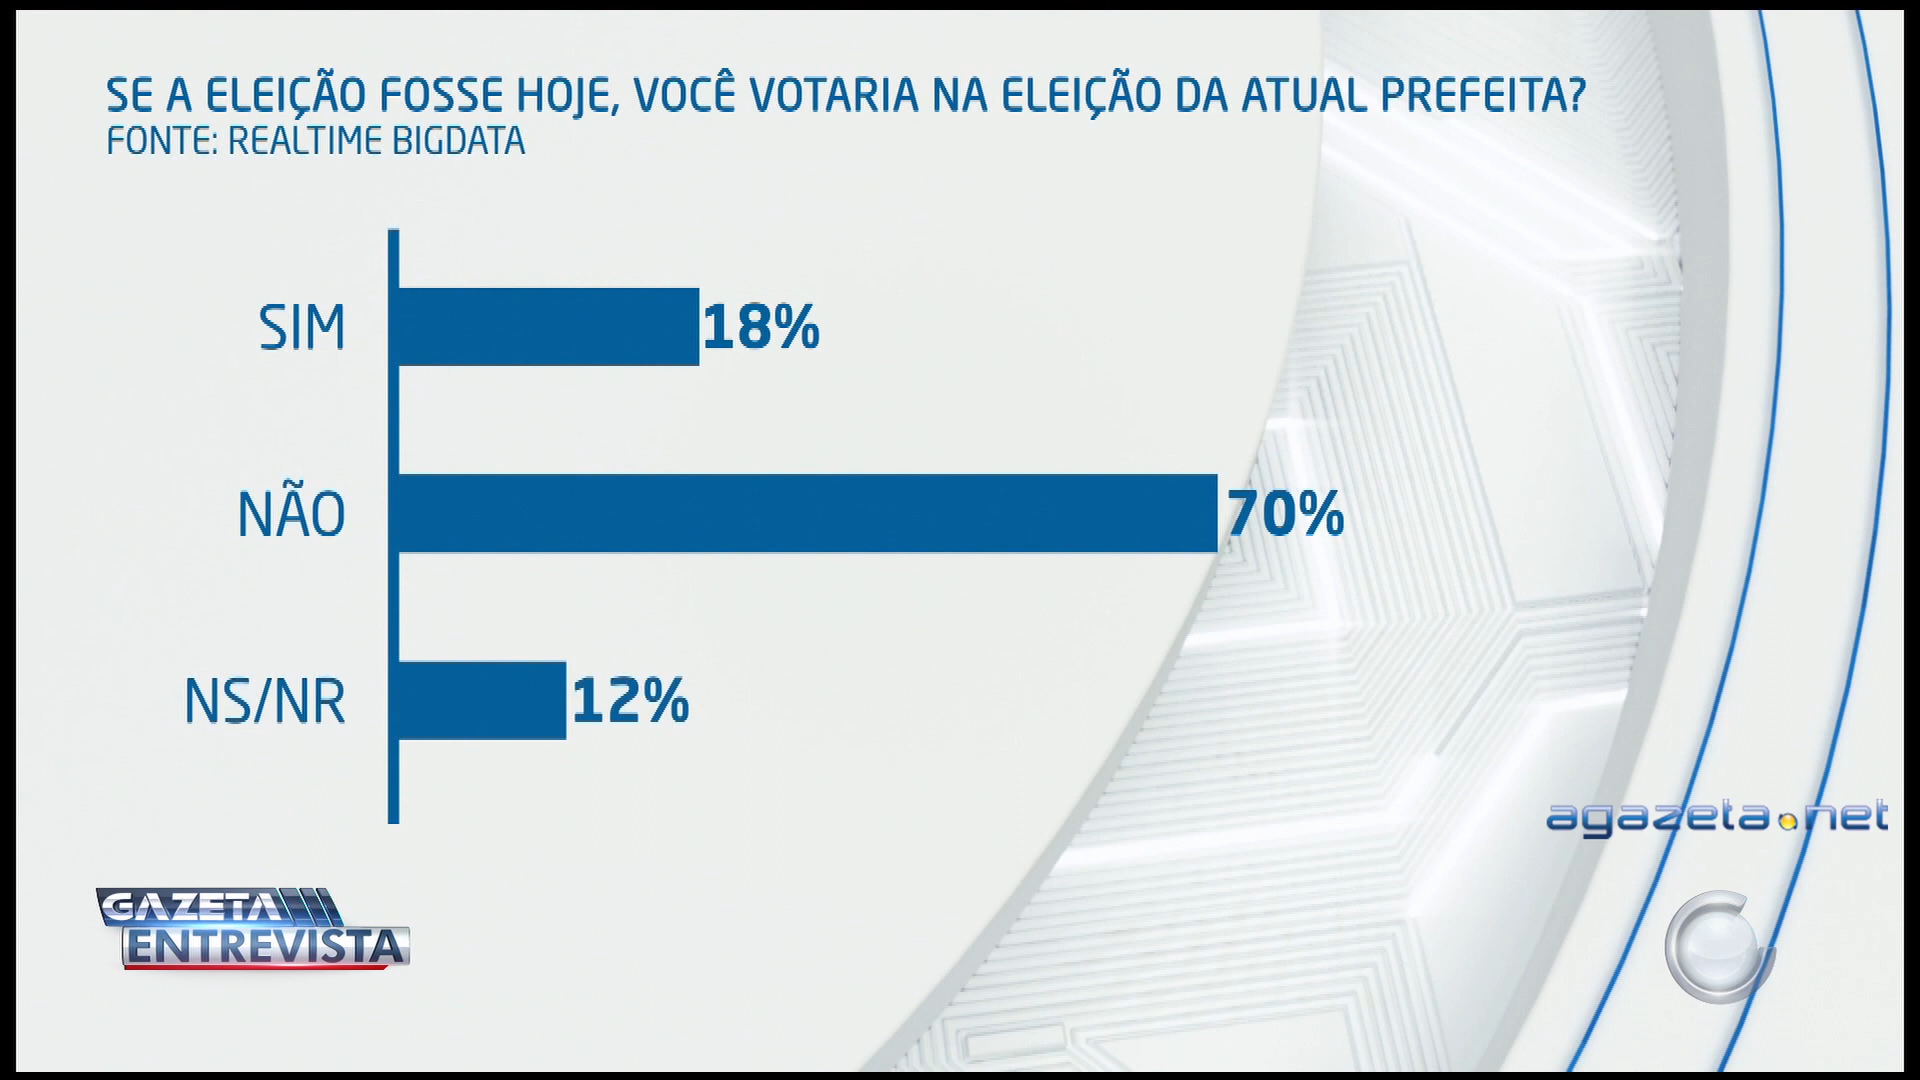 SE A ELEIÇÃO FOSSE HOJE, VOCÊ VOTARIA NA ELEIÇÃO DA ATUAL PREFEITA?
FONTE: REALTIME BIGDATA
SIM 18%
NÃO 70%
NS/NR 12%
agazeta.net
GAZETA
ENTREVISTA